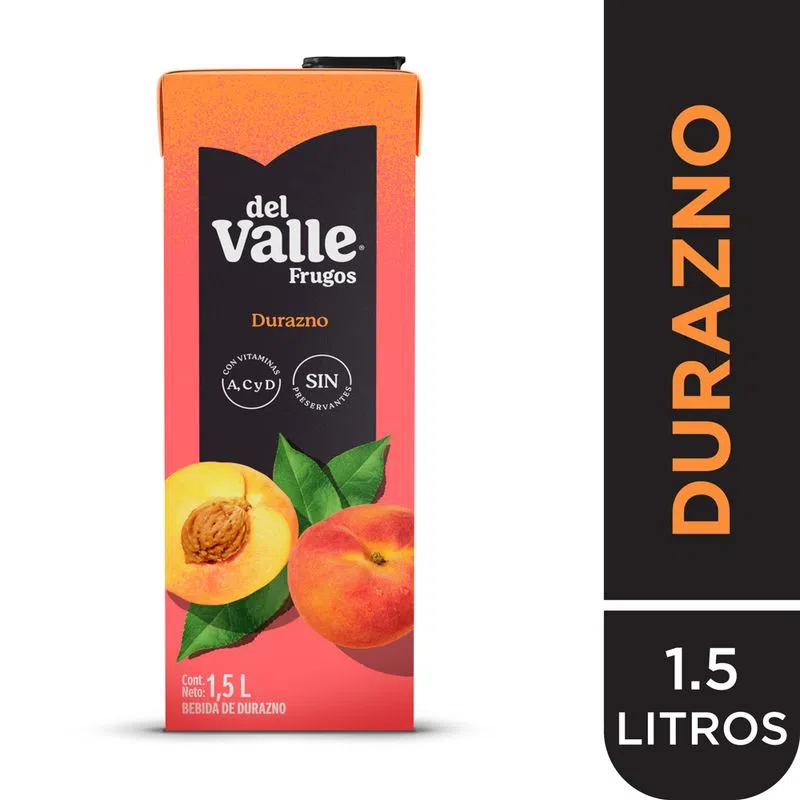 del
Valle®
Frugos
Durazno
CON VITAMINAS
A, C y D
SIN
PRESERVANTES
Cont.
Neto: 1,5 L
BEBIDA DE DURAZNO
DURAZNO
1.5
LITROS